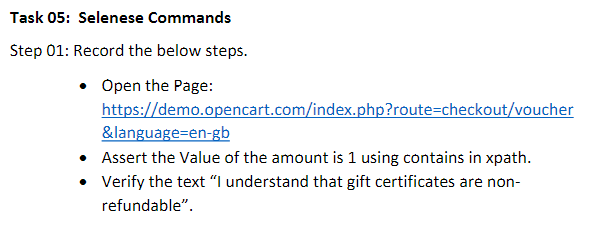 Task 05:  Selenese Commands
Step 01: Record the below steps.
• Open the Page:
https://demo.opencart.com/index.php?route=checkout/voucher
&language=en-gb
• Assert the Value of the amount is 1 using contains in xpath.
• Verify the text “I understand that gift certificates are non-
refundable”.